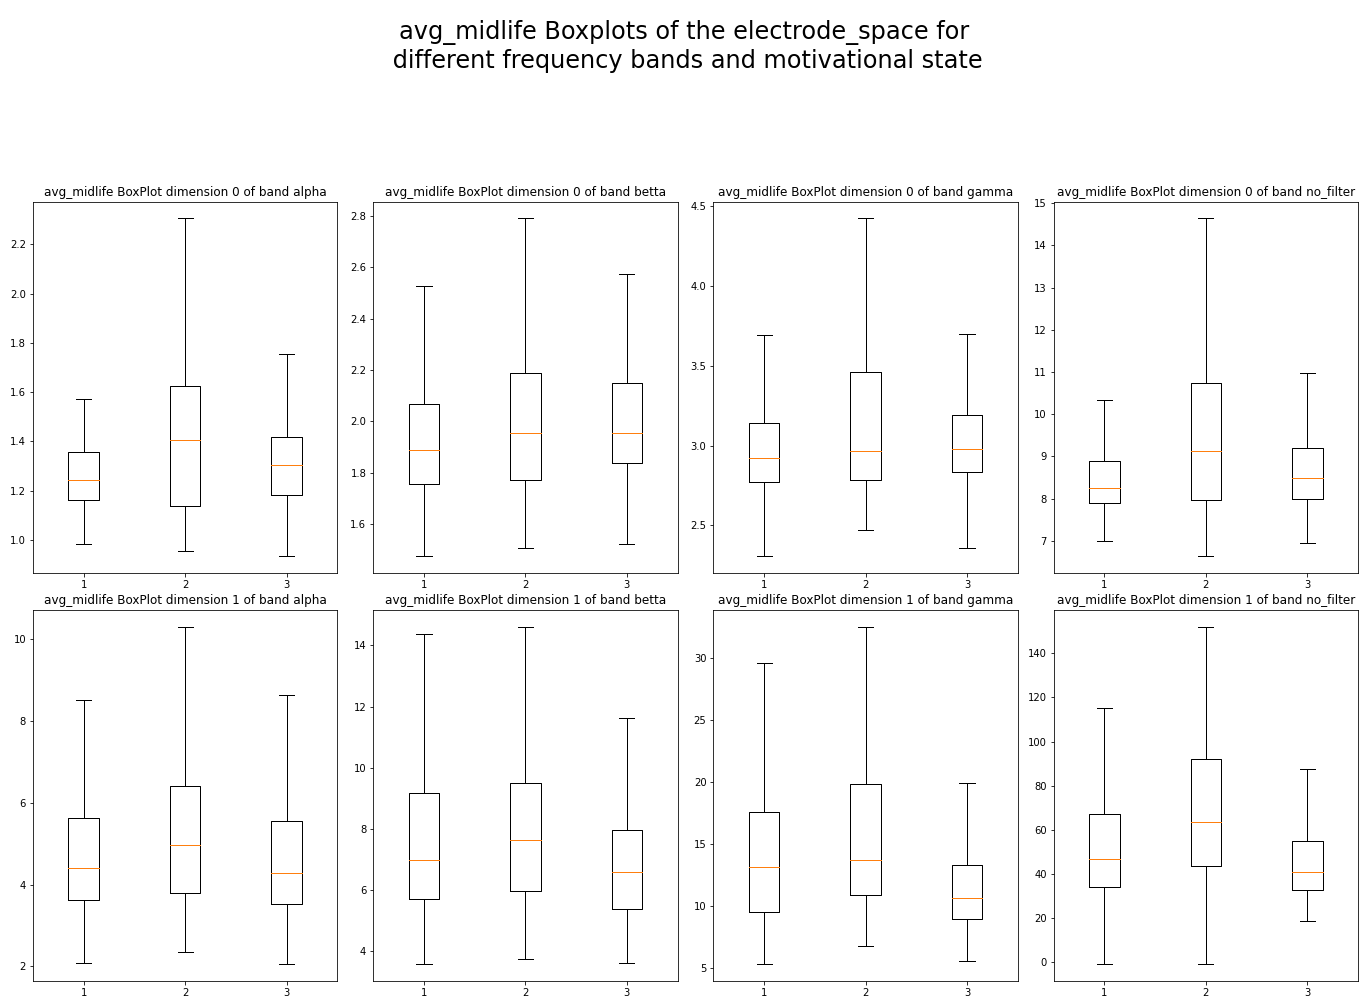 avg_midlife Boxplots of the electrode_space for
different frequency bands and motivational state
avg_midlife BoxPlot dimension 0 of band alpha
2.2
2.0
1.8
1.6
1.4
1.2
1.0
1 2 3
avg_midlife BoxPlot dimension 0 of band betta
2.8
2.6
2.4
2.2
2.0
1.8
1.6
1 2 3
avg_midlife BoxPlot dimension 0 of band gamma
4.5
4.0
3.5
3.0
2.5
1 2 3
avg_midlife BoxPlot dimension 0 of band no_filter
15
14
13
12
11
10
9
8
7
1 2 3
avg_midlife BoxPlot dimension 1 of band alpha
10
8
6
4
2
1 2 3
avg_midlife BoxPlot dimension 1 of band betta
14
12
10
8
6
4
1 2 3
avg_midlife BoxPlot dimension 1 of band gamma
30
25
20
15
10
5
1 2 3
avg_midlife BoxPlot dimension 1 of band no_filter
140
120
100
80
60
40
20
0
1 2 3